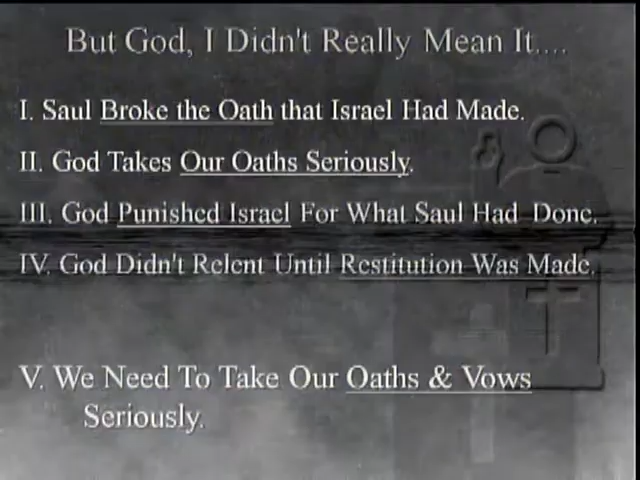 But God, I Didn't Really Mean It....
I. Saul Broke the Oath that Israel Had Made.
II. God Takes Our Oaths Seriously.
III. God Punished Israel For What Saul Had Done.
IV. God Didn't Relent Until Restitution Was Made.
V. We Need To Take Our Oaths & Vows
Seriously.